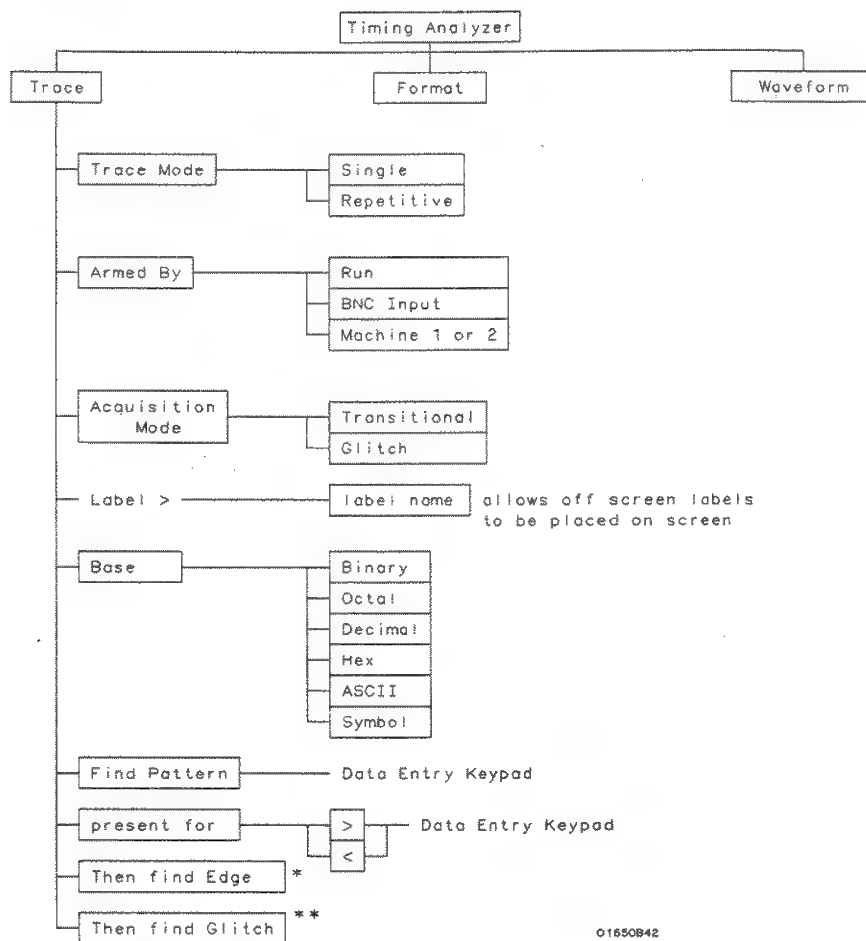 Timing Analyzer
Trace
Format
Waveform
Trace Mode
Single
Repetitive
Armed By
Run
BNC Input
Machine 1 or 2
Acquisition
Mode
Transitional
Glitch
Label >
label name
allows off screen labels
to be placed on screen
Base
Binary
Octal
Decimal
Hex
ASCII
Symbol
Find Pattern
Data Entry Keypad
present for
>
<
Data Entry Keypad
Then find Edge *
Then find Glitch **
01650B42